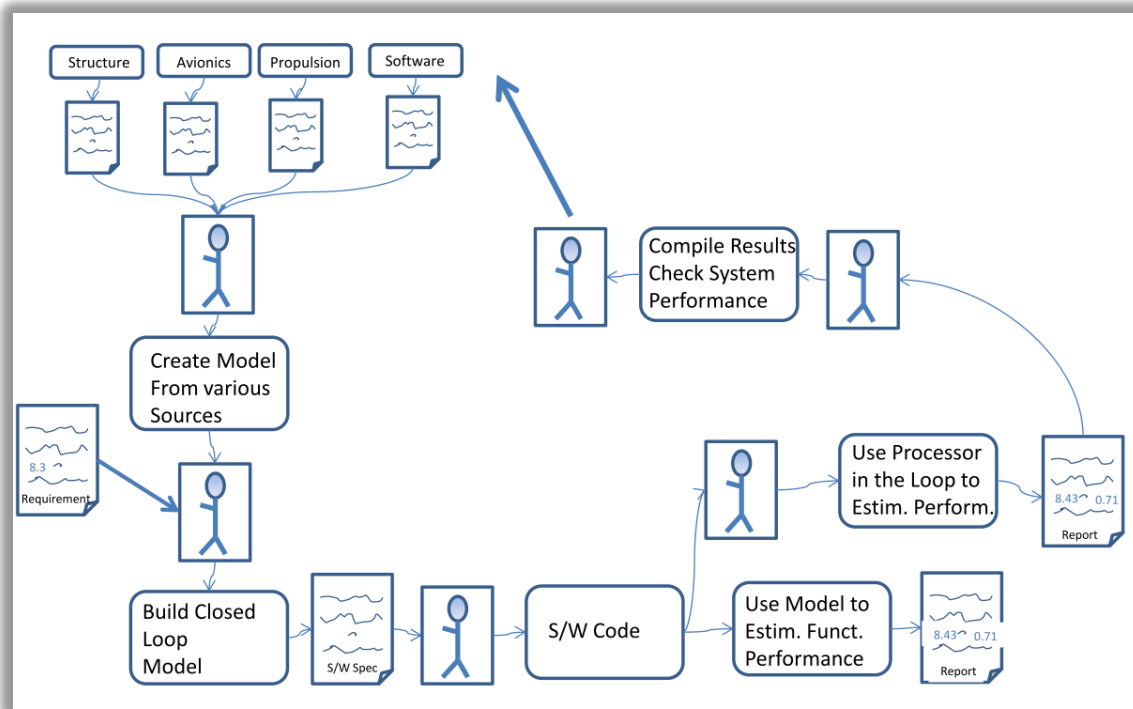 Structure
Avionics
Propulsion
Software
Compile Results
Check System
Performance
Create Model
From various
Sources
8.3
Requirement
Use Processor
in the Loop to
Estim. Perform.
8.43 0.71
Report
Build Closed
Loop
Model
S/W Spec
S/W Code
Use Model to
Estim. Funct.
Performance
8.43 0.71
Report